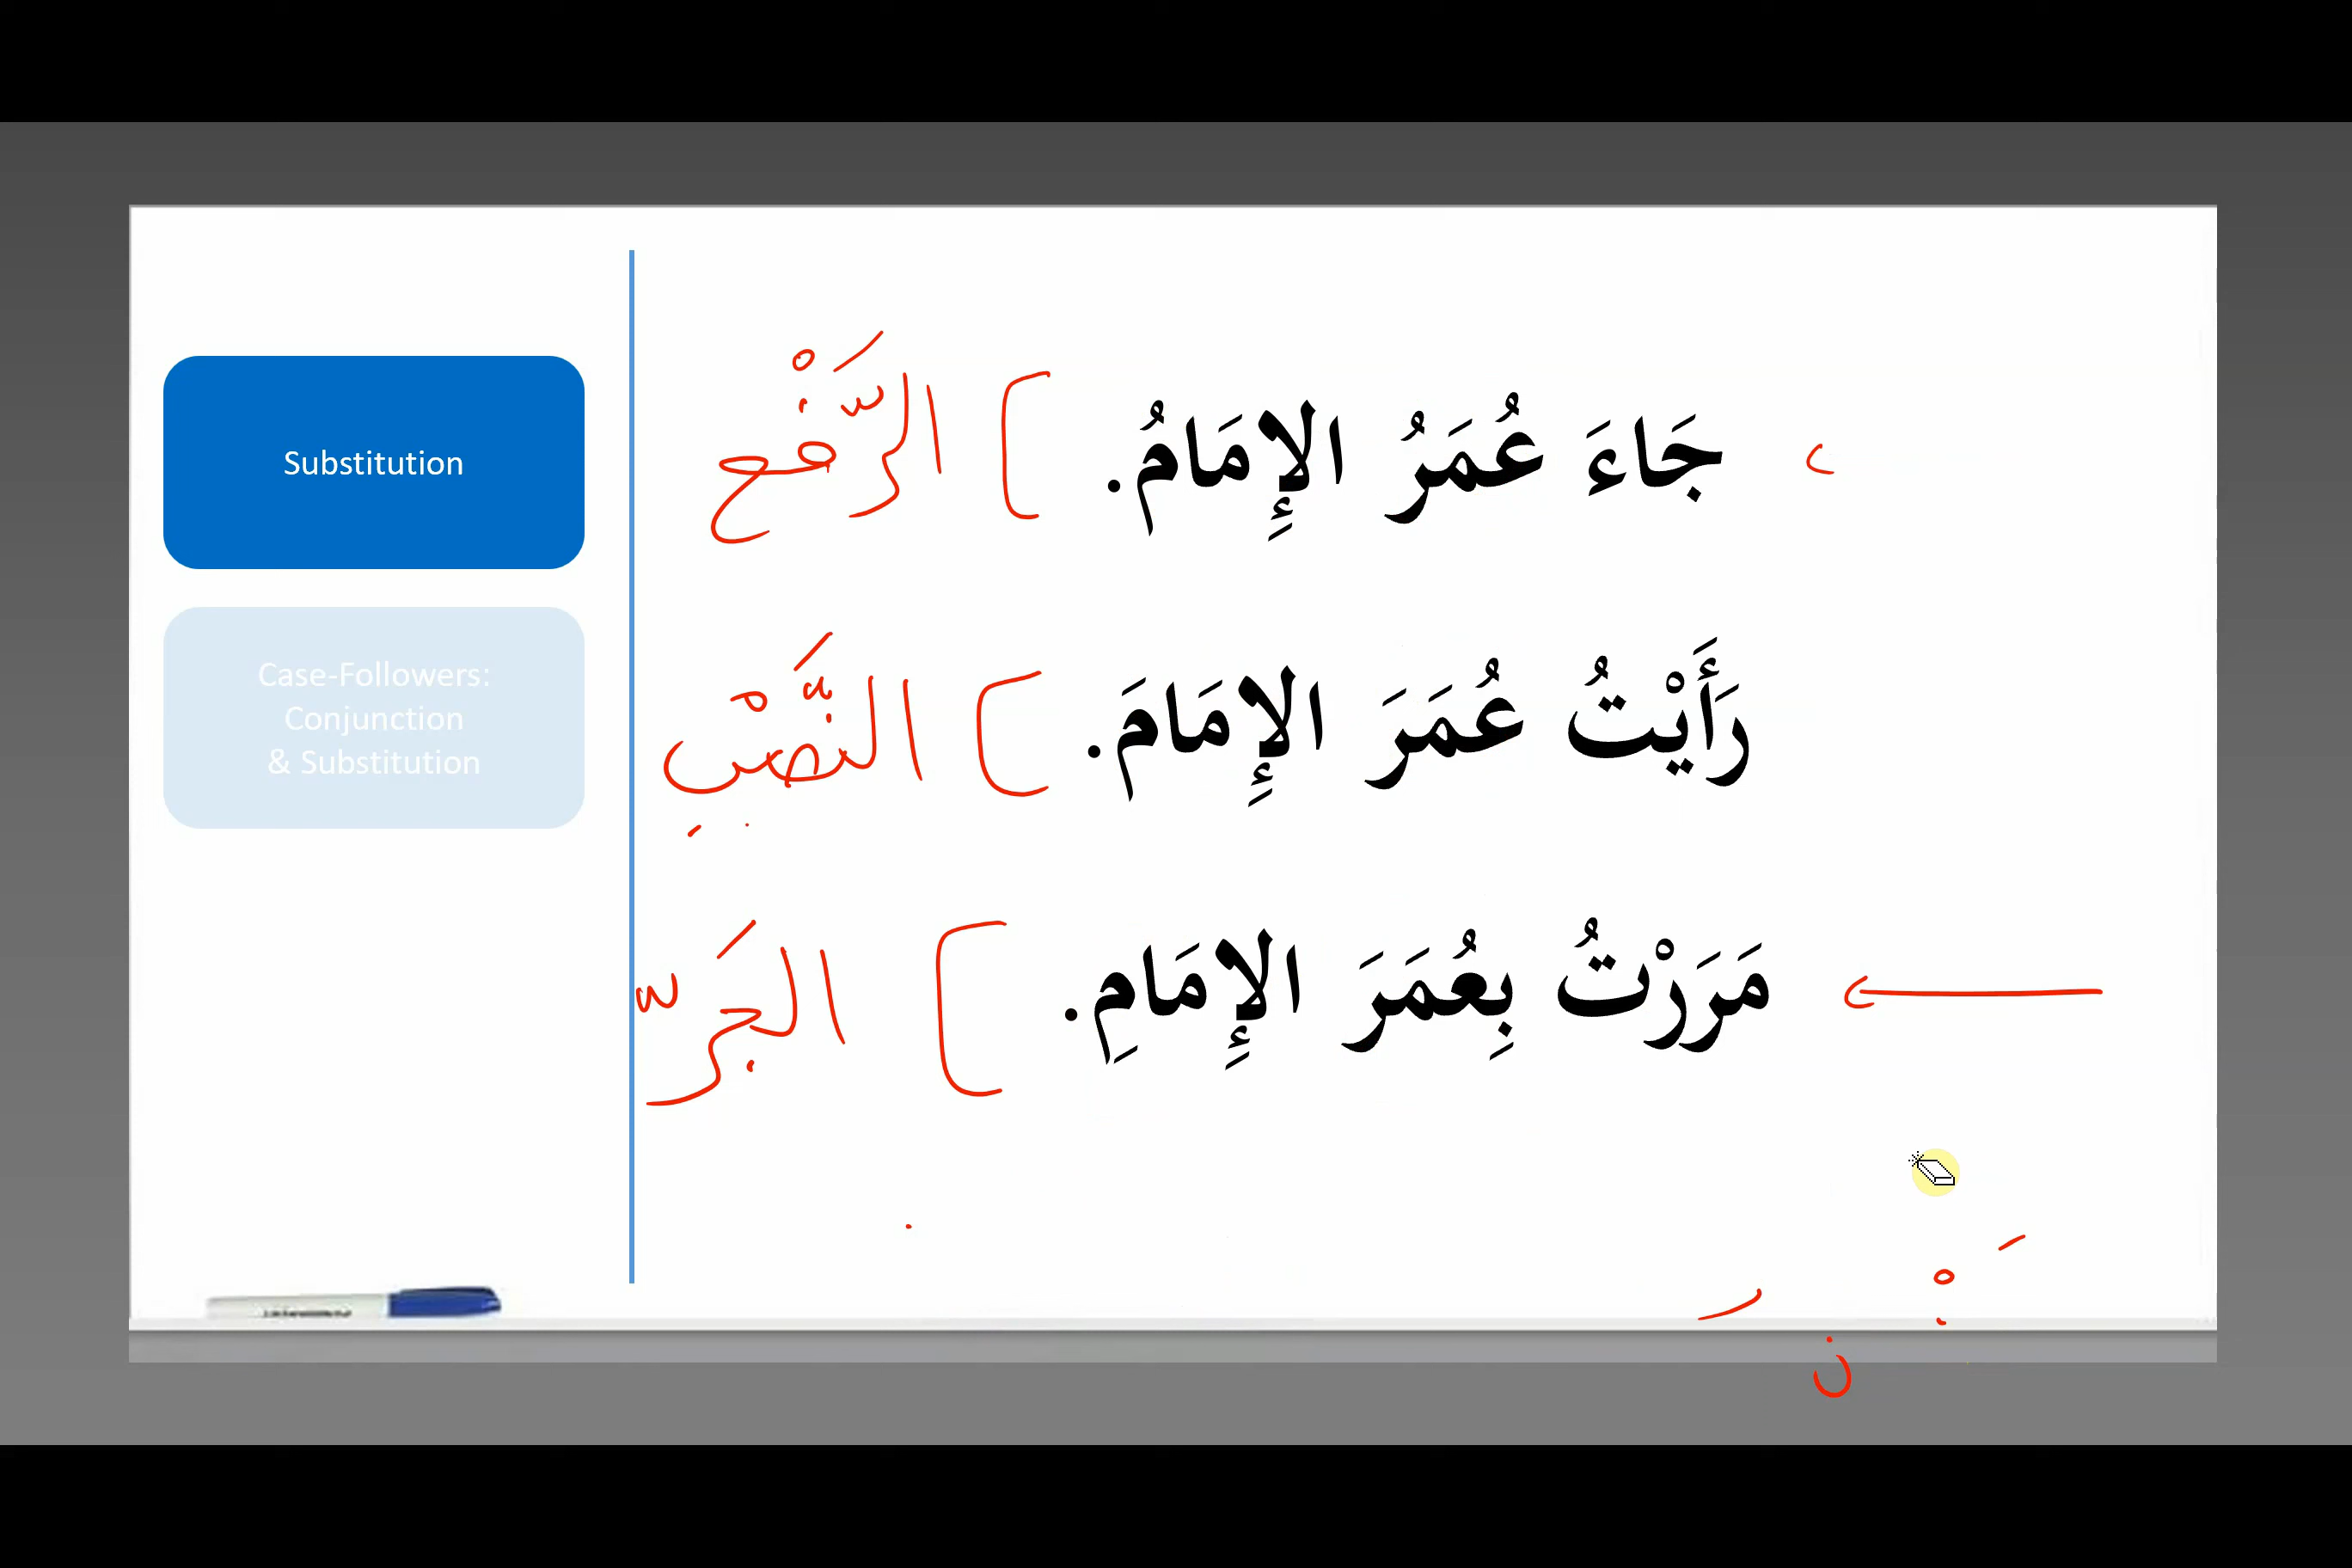 Substitution
Case-Followers:
Conjunction
& Substitution
جَاءَ عُمَرُ الإِمَامُ.
الرَّفْع
رَأَيْتُ عُمَرَ الإِمَامَ.
النَّصْب
مَرَرْتُ بِعُمَرَ الإِمَامِ.
الجَرّ